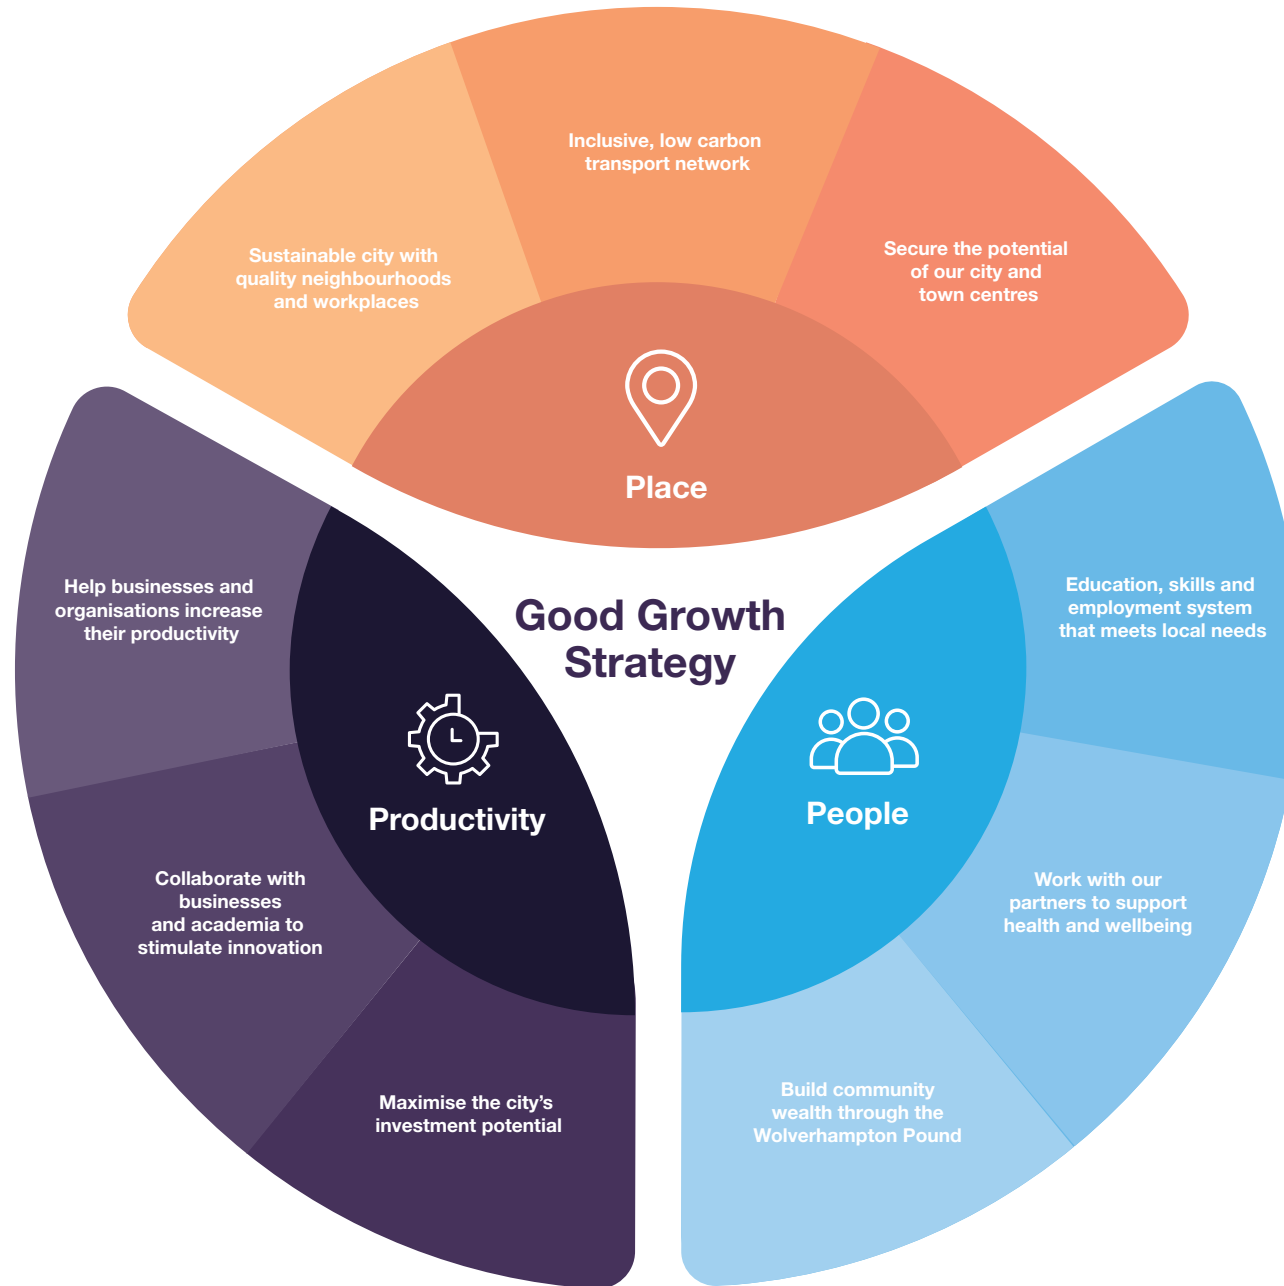 Inclusive, low carbon
transport network
Sustainable city with
quality neighbourhoods
and workplaces
Secure the potential
of our city and
town centres
Place
Good Growth
Strategy
Help businesses and
organisations increase
their productivity
Collaborate with
businesses
and academia to
stimulate innovation
Maximise the city’s
investment potential
Productivity
People
Education, skills and
employment system
that meets local needs
Work with our
partners to support
health and wellbeing
Build community
wealth through the
Wolverhampton Pound